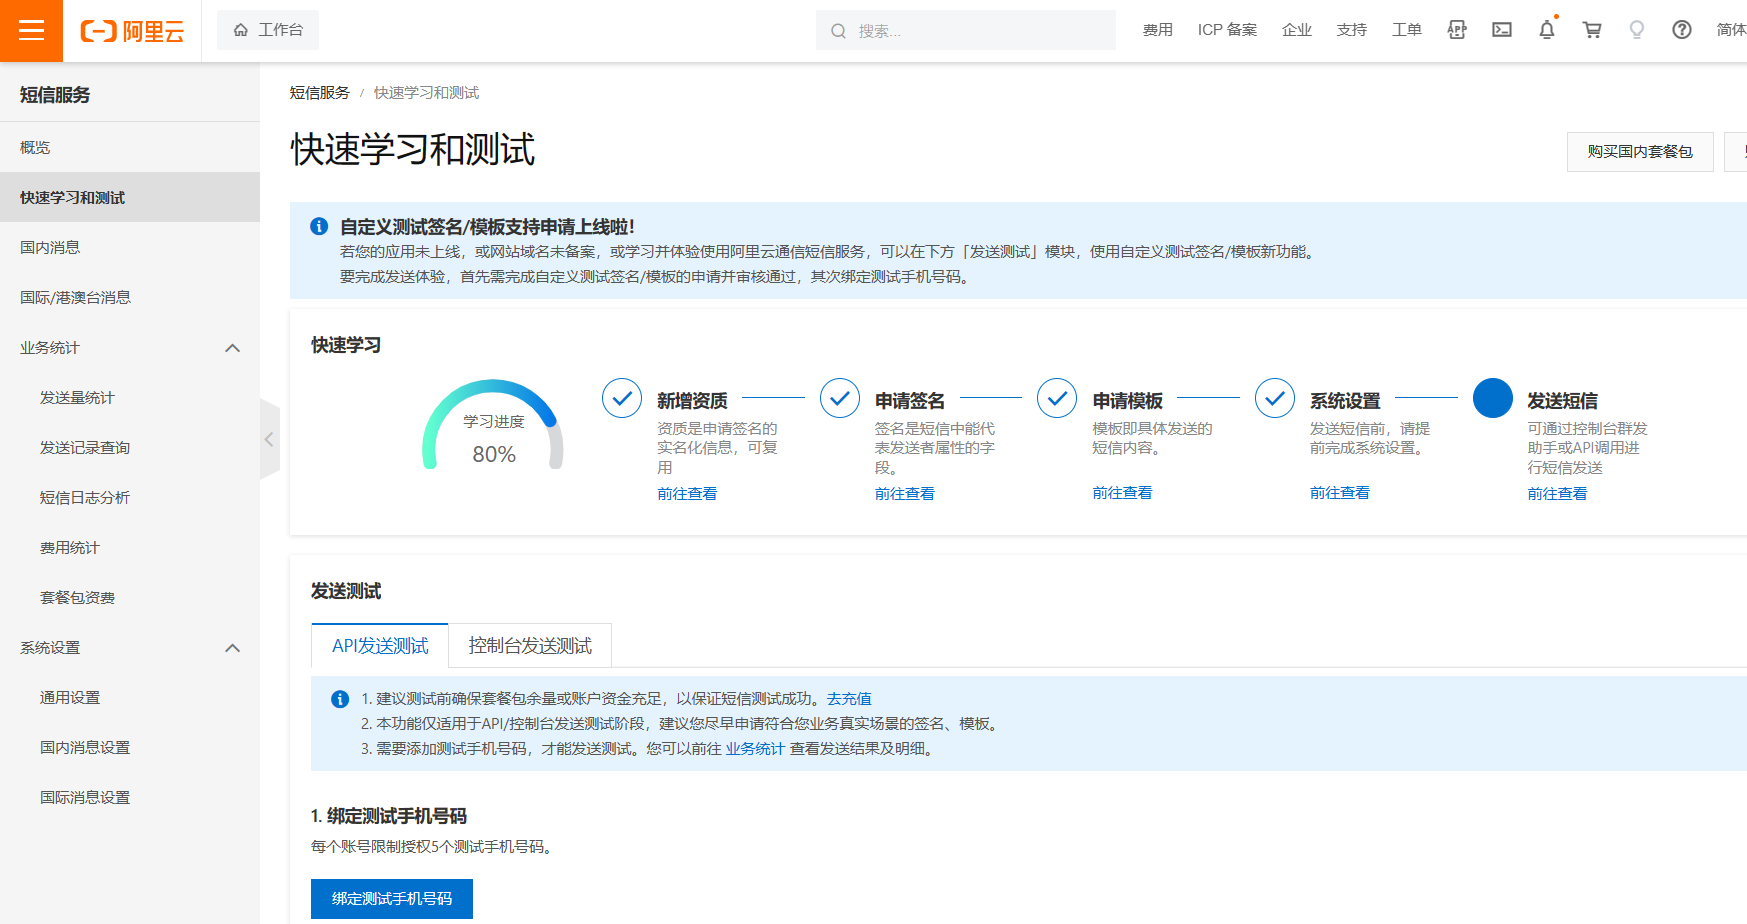 阿里云
工作台
搜索...
费用
ICP 备案
企业
支持
工单
APP
简体
短信服务
概览
快速学习和测试
国内消息
国际/港澳台消息
业务统计
发送量统计
发送记录查询
短信日志分析
费用统计
套餐包资费
系统设置
通用设置
国内消息设置
国际消息设置
短信服务 / 快速学习和测试
快速学习和测试
购买国内套餐包
自定义测试签名/模板支持申请上线啦！
若您的应用未上线，或网站域名未备案，或学习并体验使用阿里云通信短信服务，可以在下方「发送测试」模块，使用自定义测试签名/模板新功能。
要完成发送体验，首先需完成自定义测试签名/模板的申请并审核通过，其次绑定测试手机号码。
快速学习
学习进度
80%
新增资质
资质是申请签名的
实名化信息，可复
用
前往查看
申请签名
签名是短信中能代
表发送者属性的字
段。
前往查看
申请模板
模板即具体发送的
短信内容。
前往查看
系统设置
发送短信前，请提
前完成系统设置。
前往查看
发送短信
可通过控制台群发
助手或API调用进
行短信发送
前往查看
发送测试
API发送测试
控制台发送测试
1. 建议测试前确保套餐包余量或账户资金充足，以保证短信测试成功。去充值
2. 本功能仅适用于API/控制台发送测试阶段，建议您尽早申请符合您业务真实场景的签名、模板。
3. 需要添加测试手机号码，才能发送测试。您可以前往 业务统计 查看发送结果及明细。
1. 绑定测试手机号码
每个账号限制授权5个测试手机号码。
绑定测试手机号码